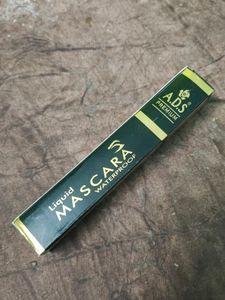 A.D.S
PREMIUM
Liquid
MASCARA
WATERPROOF